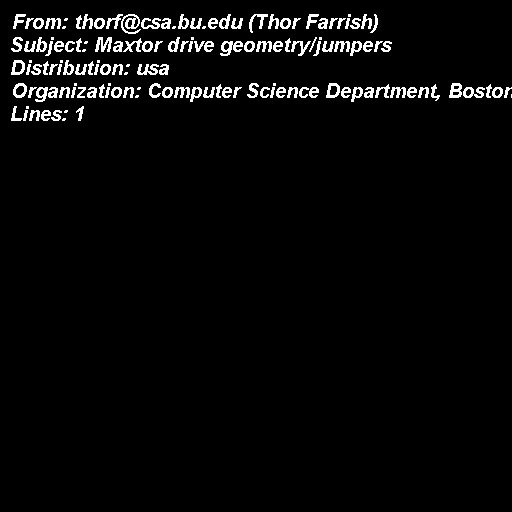 From: thorf@csa.bu.edu (Thor Farrish)
Subject: Maxtor drive geometry/jumpers
Distribution: usa
Organization: Computer Science Department, Boston
Lines: 1